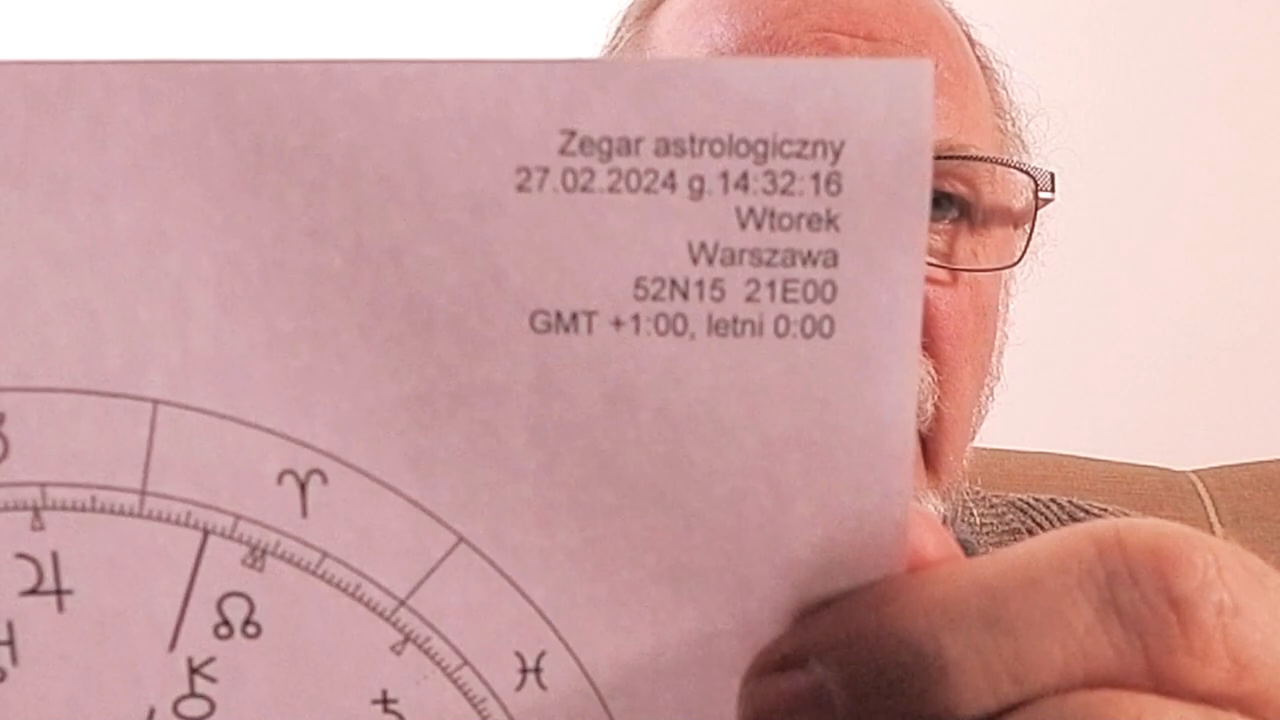 Zegar astrologiczny
27.02.2024 g.14:32:16
Wtorek
Warszawa
52N15 21E00
GMT +1:00, letni 0:00